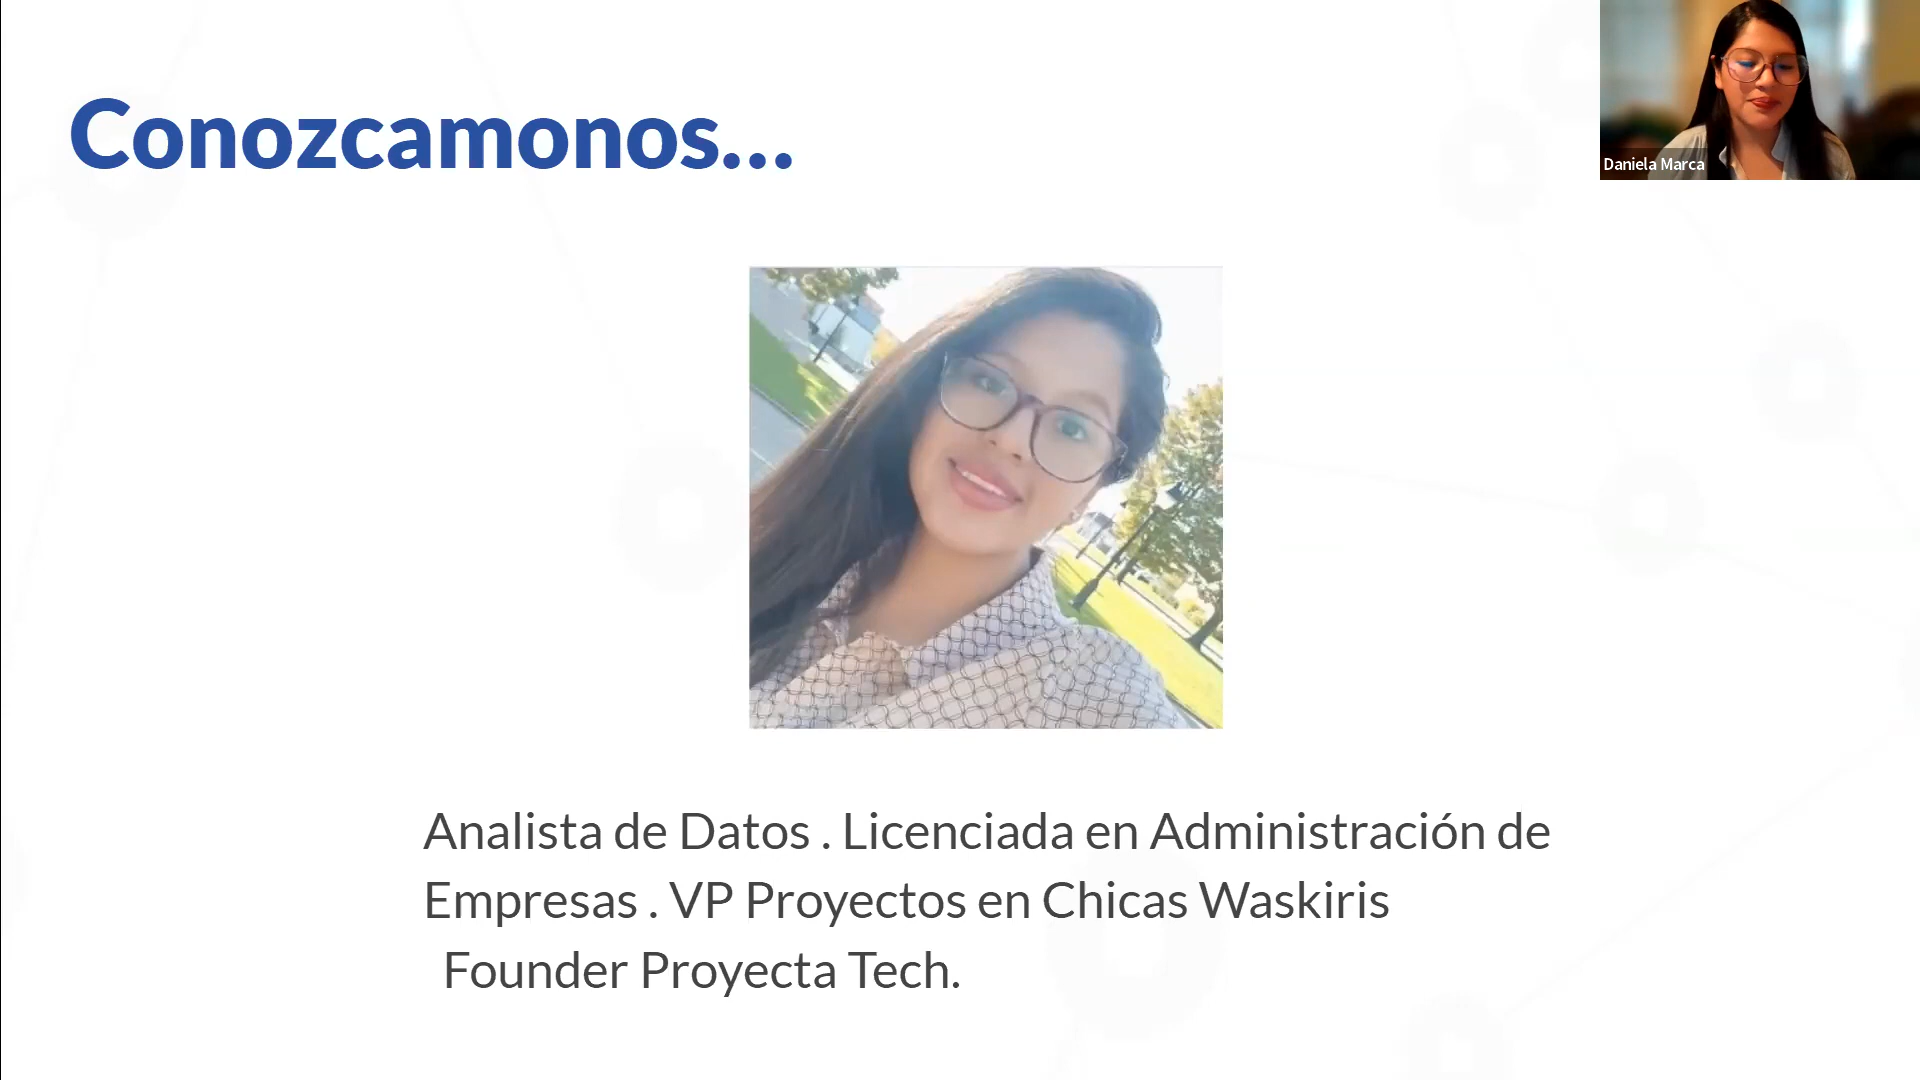 Conozcamonos...
Daniela Marca
Analista de Datos . Licenciada en Administración de
Empresas . VP Proyectos en Chicas Waskiris
Founder Proyecta Tech.